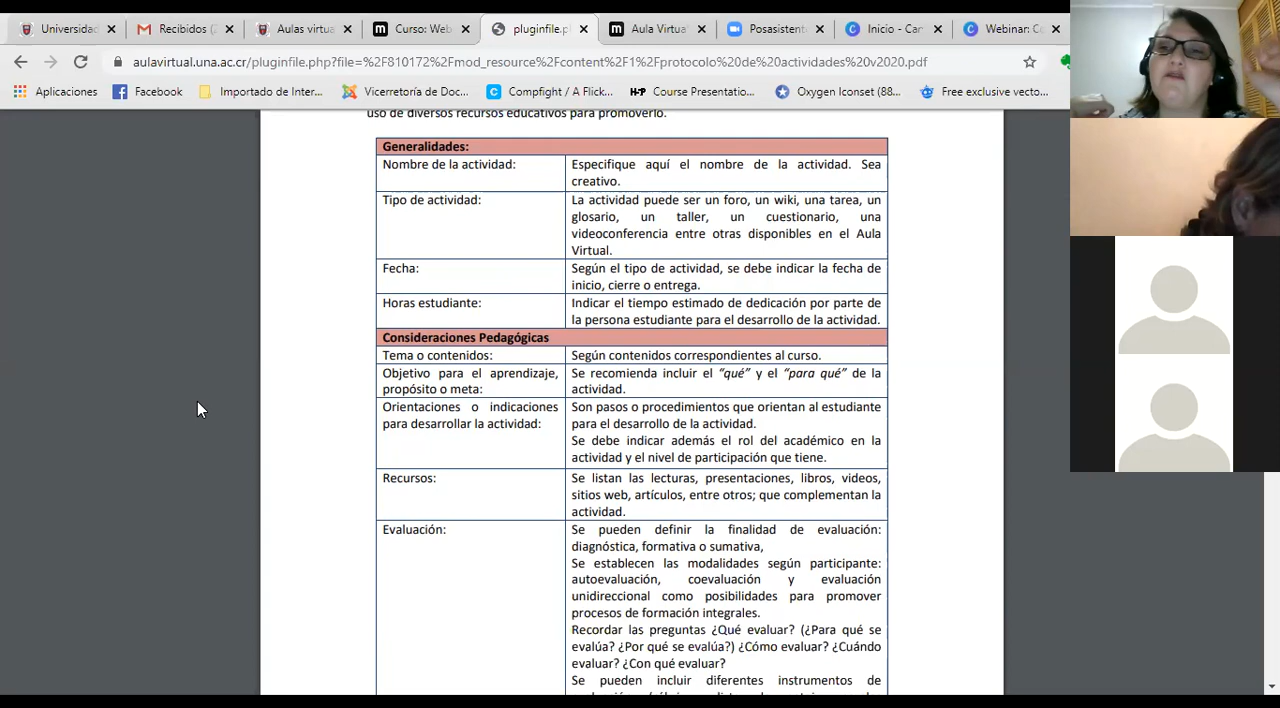 Universidad
Recibidos (2
Aulas virtua
Curso: Web
pluginfile.p
Aula Virtual
Posasistent
Inicio - Can
Webinar: C
aulavirtual.una.ac.cr/pluginfile.php?file=%2F810172%2Fmod_resource%2Fcontent%2F1%2Fprotocolo%20de%20actividades%20v2020.pdf
Aplicaciones
Facebook
Importado de Inter...
Vicerretoría de Doc...
Compfight / A Flick...
H-P Course Presentatio...
Oxygen Iconset (88...
Free exclusive vecto...
uso de diversos recursos educativos para promoverlo.
Generalidades:
Nombre de la actividad:
Especifique aquí el nombre de la actividad. Sea
creativo.
Tipo de actividad:
La actividad puede ser un foro, un wiki, una tarea, un
glosario, un taller, un cuestionario, una
videoconferencia entre otras disponibles en el Aula
Virtual.
Fecha:
Según el tipo de actividad, se debe indicar la fecha de
inicio, cierre o entrega.
Horas estudiante:
Indicar el tiempo estimado de dedicación por parte de
la persona estudiante para el desarrollo de la actividad.
Consideraciones Pedagógicas
Tema o contenidos:
Según contenidos correspondientes al curso.
Objetivo para el aprendizaje,
propósito o meta:
Se recomienda incluir el "qué" y el "para qué" de la
actividad.
Orientaciones o indicaciones
para desarrollar la actividad:
Son pasos o procedimientos que orientan al estudiante
para el desarrollo de la actividad.
Se debe indicar además el rol del académico en la
actividad y el nivel de participación que tiene.
Recursos:
Se listan las lecturas, presentaciones, libros, videos,
sitios web, artículos, entre otros; que complementan la
actividad.
Evaluación:
Se pueden definir la finalidad de evaluación:
diagnóstica, formativa o sumativa,
Se establecen las modalidades según participante:
autoevaluación, coevaluación y evaluación
unidireccional como posibilidades para promover
procesos de formación integrales.
Recordar las preguntas ¿Qué evaluar? (¿Para qué se
evalúa? ¿Por qué se evalúa?) ¿Cómo evaluar? ¿Cuándo
evaluar? ¿Con qué evaluar?
Se pueden incluir diferentes instrumentos de